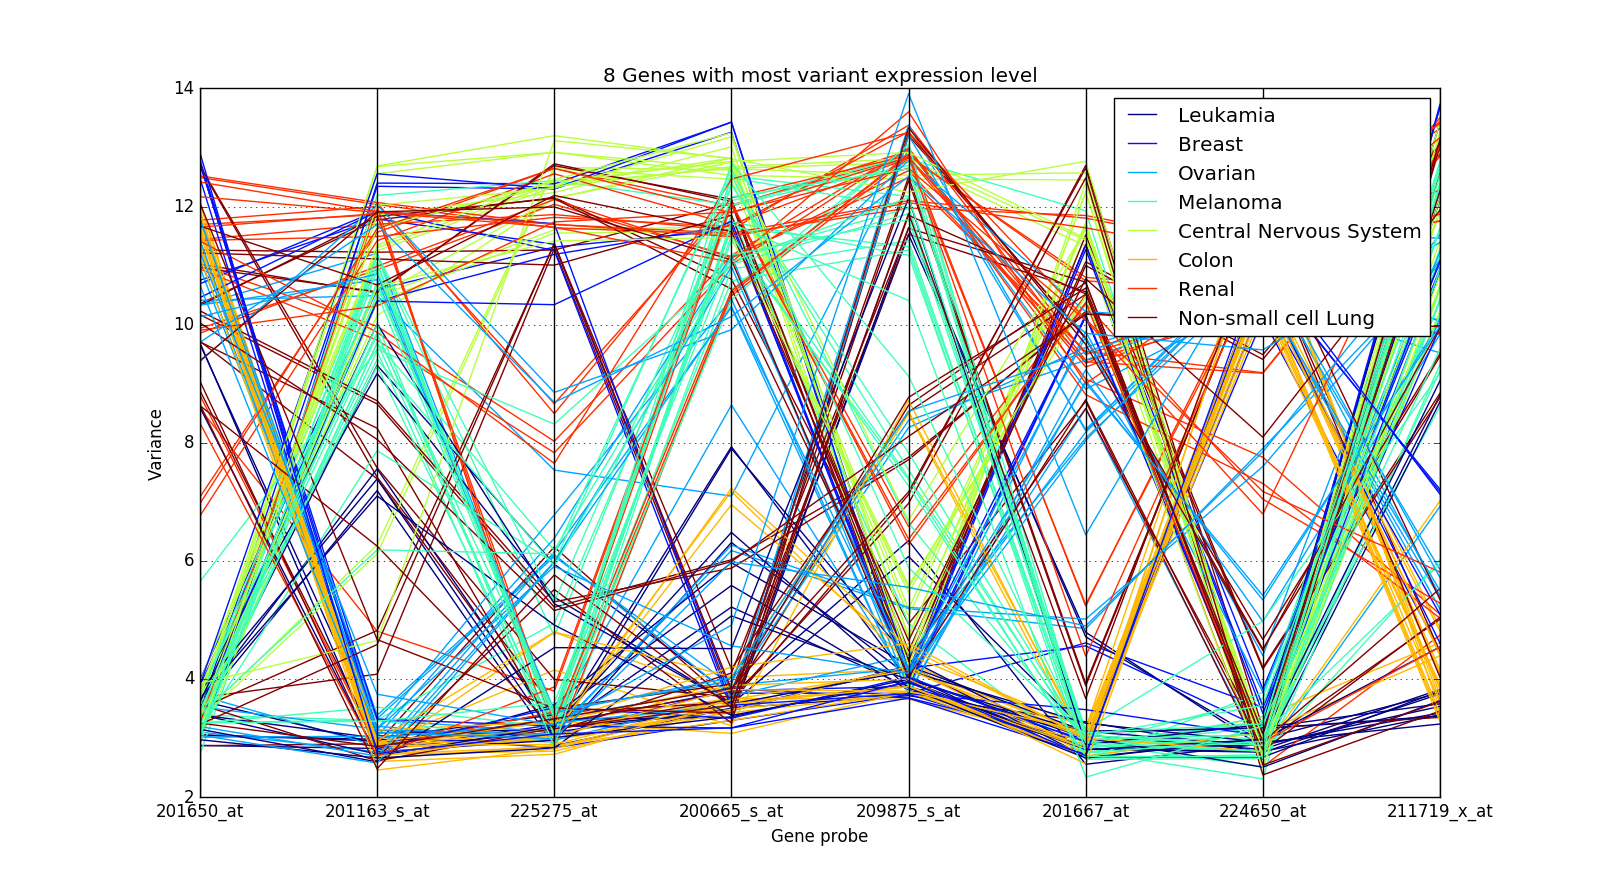 8 Genes with most variant expression level
14
12
10
8
6
4
2
Variance
Leukamia
Breast
Ovarian
Melanoma
Central Nervous System
Colon
Renal
Non-small cell Lung
201650_at 201163_s_at 225275_at 200665_s_at 209875_s_at 201667_at 224650_at 211719_x_at
Gene probe